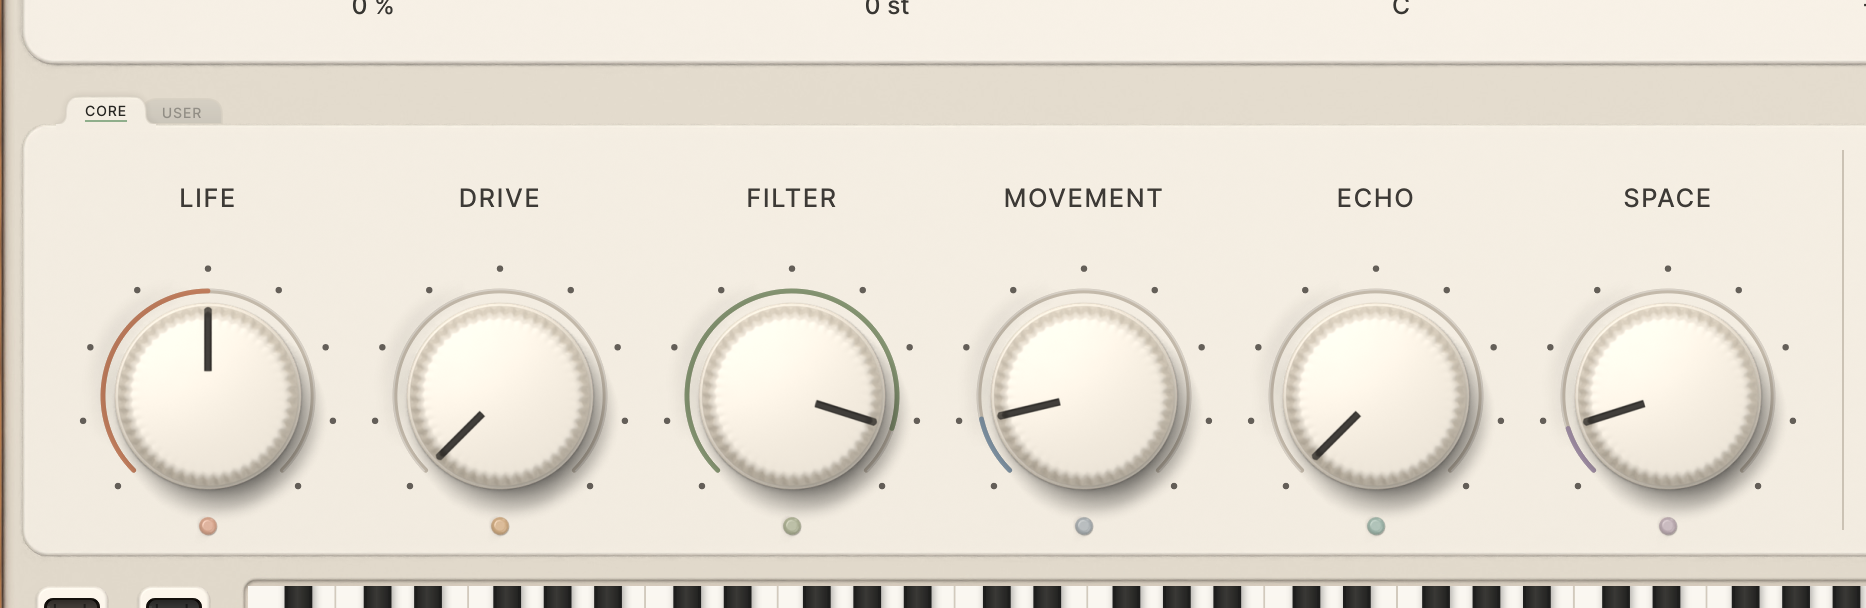 0 % 0 st C
CORE USER
LIFE DRIVE FILTER MOVEMENT ECHO SPACE